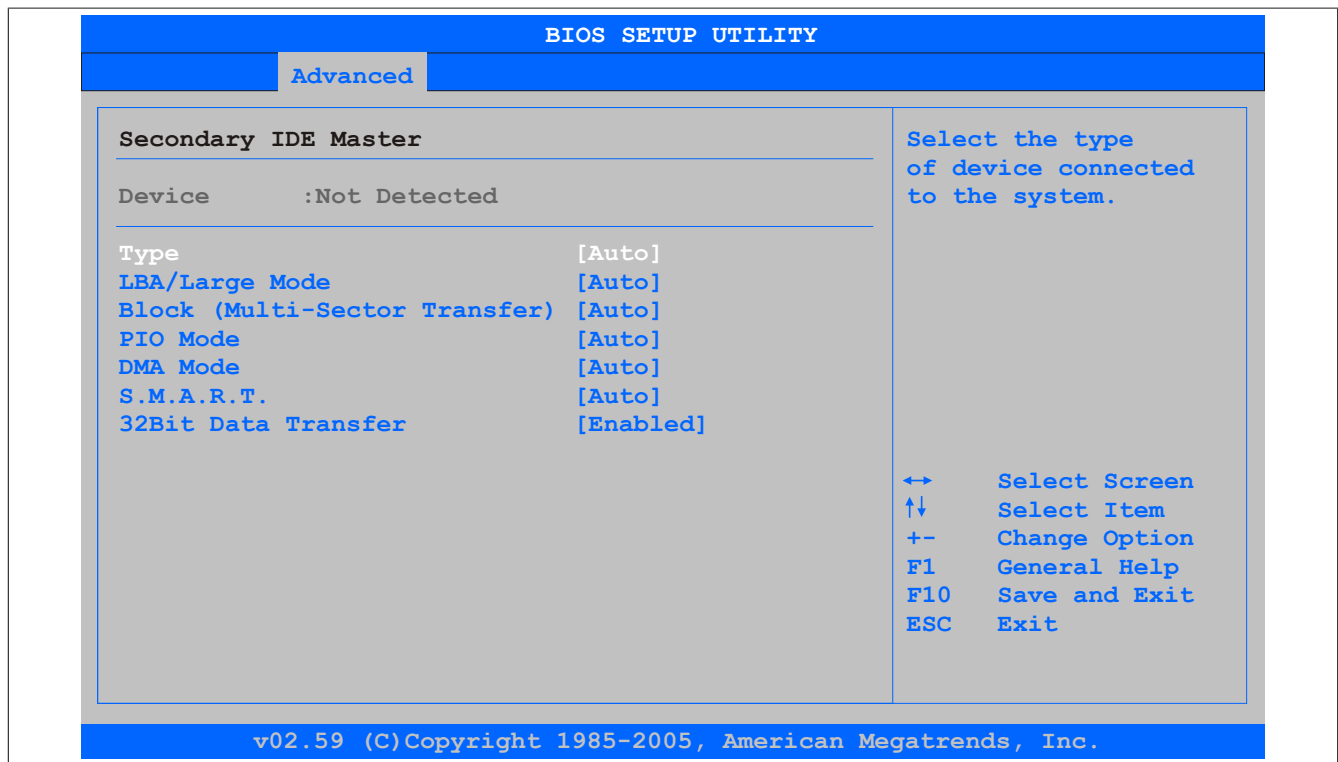 BIOS SETUP UTILITY
Advanced
Secondary IDE Master
Device :Not Detected
Type [Auto]
LBA/Large Mode [Auto]
Block (Multi-Sector Transfer) [Auto]
PIO Mode [Auto]
DMA Mode [Auto]
S.M.A.R.T. [Auto]
32Bit Data Transfer [Enabled]
Select the type
of device connected
to the system.
↔ Select Screen
↑↓ Select Item
+- Change Option
F1 General Help
F10 Save and Exit
ESC Exit
v02.59 (C)Copyright 1985-2005, American Megatrends, Inc.